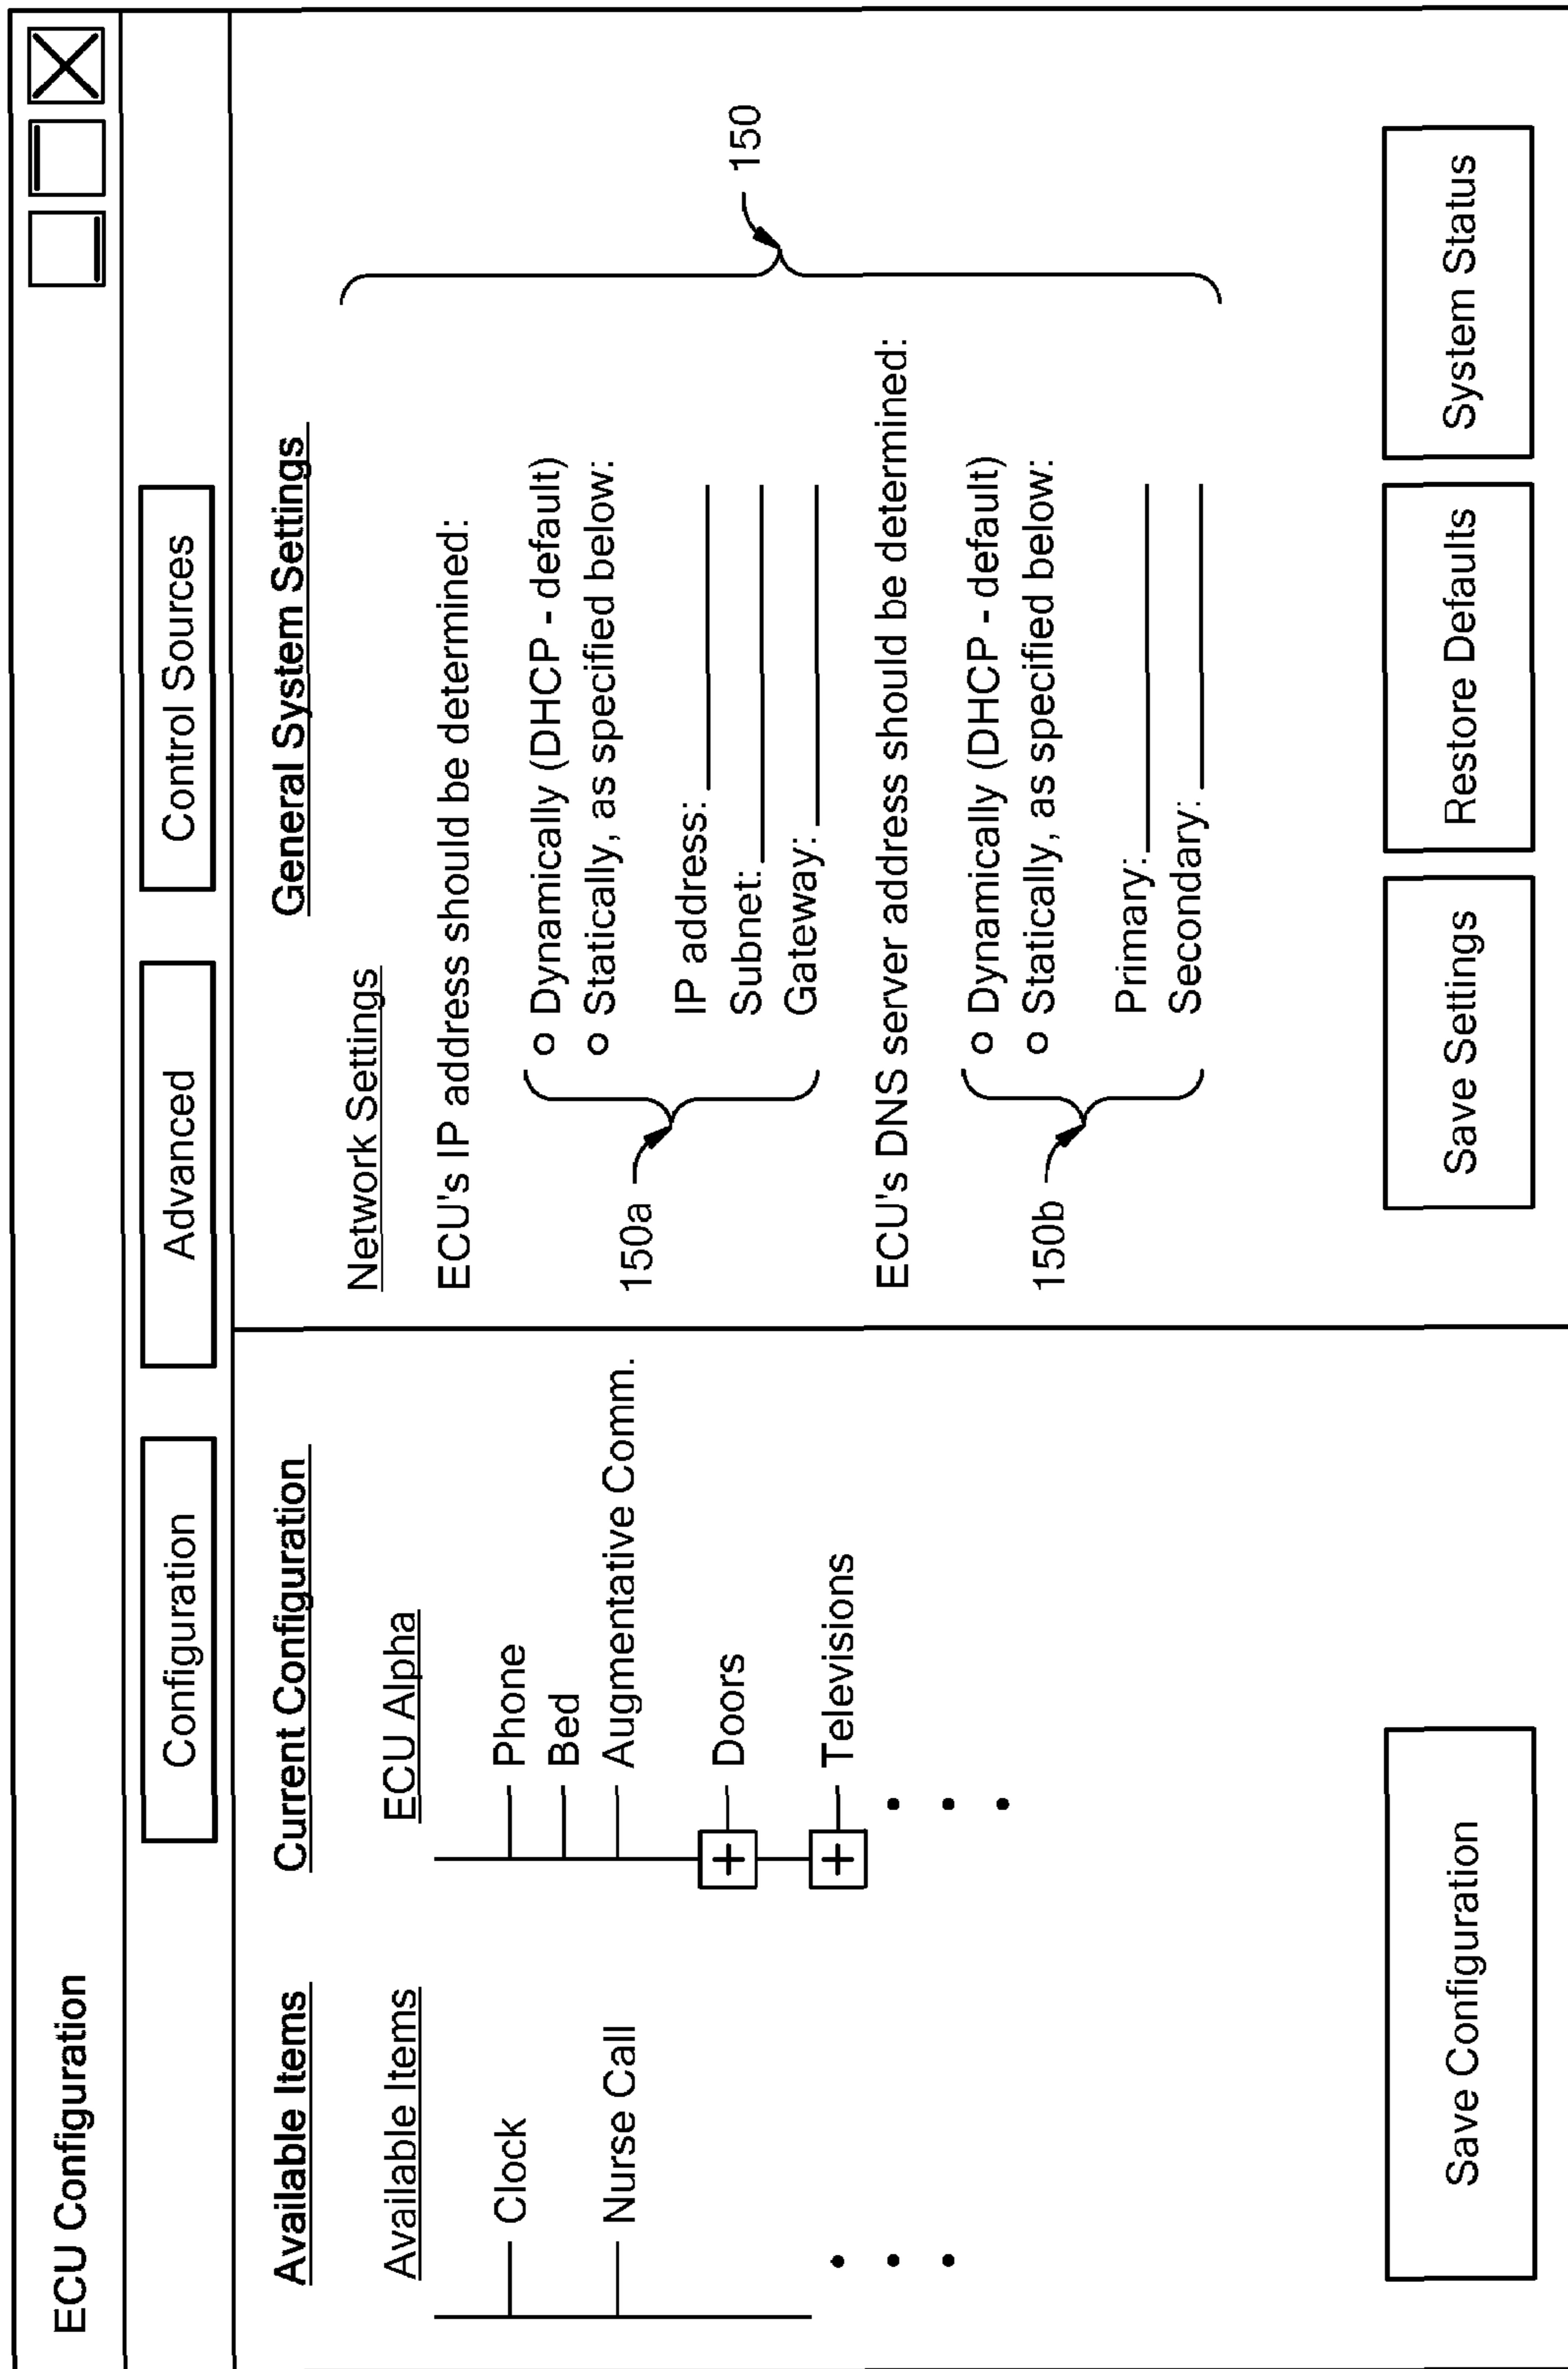 ECU Configuration
Configuration
Advanced
Control Sources
Available Items
Available Items
Clock
Nurse Call
Current Configuration
ECU Alpha
Phone
Bed
Augmentative Comm.
+ Doors
+ Televisions
Save Configuration
General System Settings
Network Settings
ECU's IP address should be determined:
o Dynamically (DHCP - default)
o Statically, as specified below:
IP address:
Subnet:
Gateway:
150a
ECU's DNS server address should be determined:
o Dynamically (DHCP - default)
o Statically, as specified below:
Primary:
Secondary:
150b
150
Save Settings
Restore Defaults
System Status